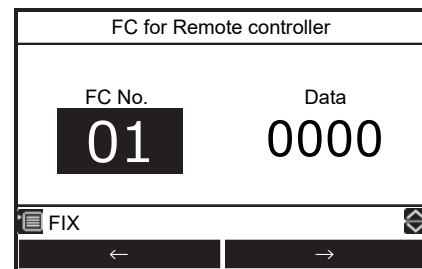 FC for Remote controller
FC No. Data
01 0000
FIX
← →